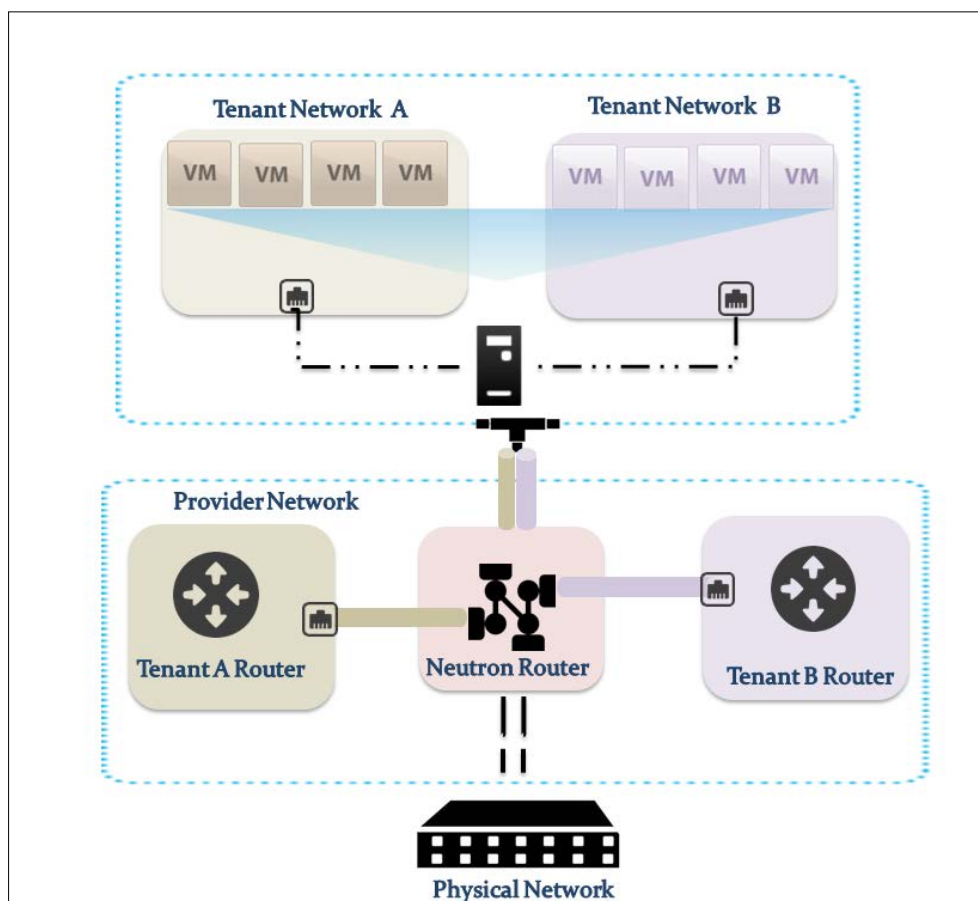 Tenant Network A
Tenant Network B
VM VM VM VM
VM VM VM VM
Provider Network
Tenant A Router
Neutron Router
Tenant B Router
Physical Network